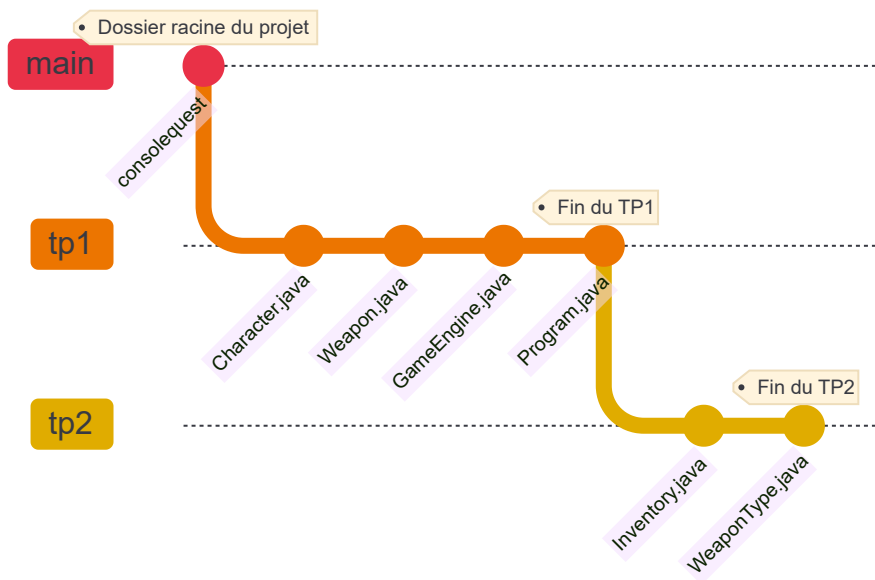 Dossier racine du projet
main
consolequest
Fin du TP1
tp1
Character.java
Weapon.java
GameEngine.java
Program.java
Fin du TP2
tp2
Inventory.java
WeaponType.java